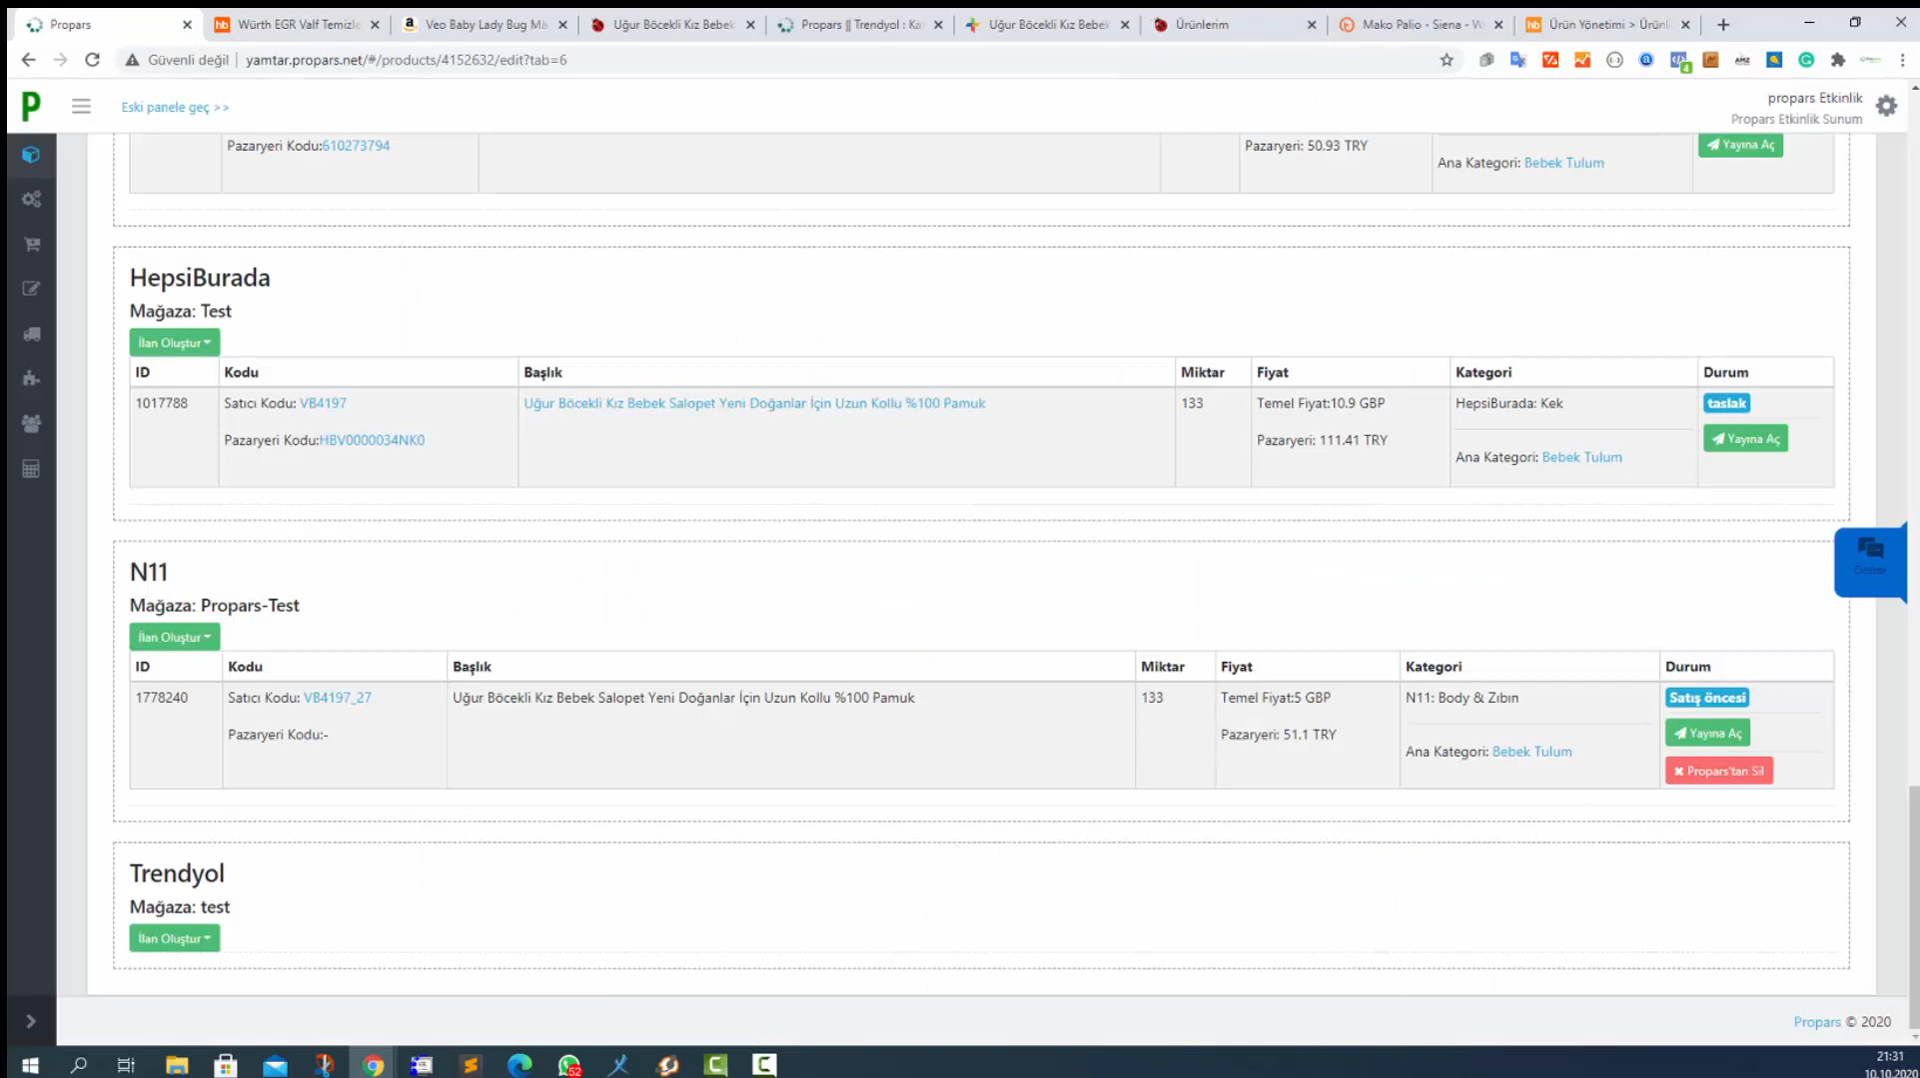 Propars
Würth EGR Valf Temizle
Veo Baby Lady Bug Ma
Uğur Böcekli Kız Bebek
Propars || Trendyol : Ka
Uğur Böcekli Kız Bebek
Ürünlerim
Mako Palio - Siena - W
Ürün Yönetimi > Ürünl
Güvenli değil
yamtar.propars.net/#/products/4152632/edit?tab=6
P
Eski panele geç >>
propars Etkinlik
Propars Etkinlik Sunum
Pazaryeri Kodu:610273794
Pazaryeri: 50.93 TRY
Ana Kategori: Bebek Tulum
Yayına Aç
HepsiBurada
Mağaza: Test
İlan Oluştur
ID Kodu Başlık Miktar Fiyat Kategori Durum
1017788 Satıcı Kodu: VB4197 Uğur Böcekli Kız Bebek Salopet Yeni Doğanlar İçin Uzun Kollu %100 Pamuk 133 Temel Fiyat:10.9 GBP HepsiBurada: Kek taslak
Pazaryeri Kodu:HBV0000034NK0 Pazaryeri: 111.41 TRY Yayına Aç
Ana Kategori: Bebek Tulum
N11
Mağaza: Propars-Test
İlan Oluştur
ID Kodu Başlık Miktar Fiyat Kategori Durum
1778240 Satıcı Kodu: VB4197_27 Uğur Böcekli Kız Bebek Salopet Yeni Doğanlar İçin Uzun Kollu %100 Pamuk 133 Temel Fiyat:5 GBP N11: Body & Zıbın Satış öncesi
Pazaryeri Kodu:- Pazaryeri: 51.1 TRY Yayına Aç
Ana Kategori: Bebek Tulum
Propars'tan Sil
Trendyol
Mağaza: test
İlan Oluştur
Propars © 2020
52
21:31
10.10.2020